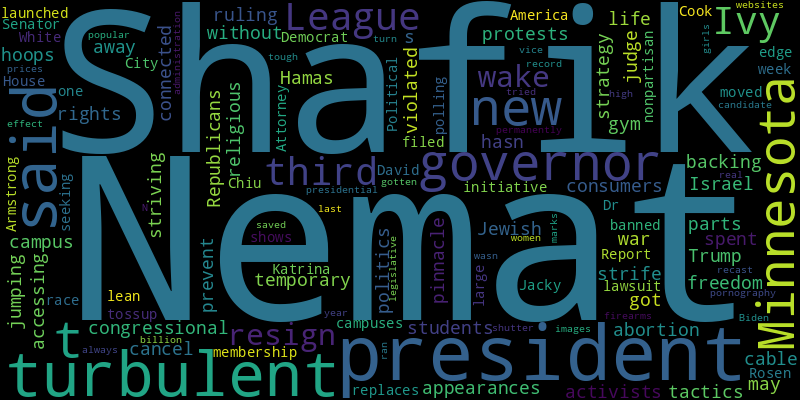 launched
Senator
White
popular
away
hoops
City
House
prices
one
effect
rights
said
seeking
Armstrong
jumping
accessing
campus
race
lean
tossup
t
congressional
billion
cancel
always
membership
turbulent
Shafik
Nemat
ruling
without
connected
administration
religious
Republicans
striving
Chiu
prevent
N
League
Democrat
s
Hamas
Attorney
Political
violated
filed
polling
wake
new
hasn
third
David
gotten
presidential
governor
initiative
consumers
America
protests
turn
vice
tough
record
tried
high
permanently
strategy
life
judge
gym
nonpartisan
Cook
websites
Ivy
girls
edge
week
moved
candidate
backing
real
Israel
Minnesota
saved
last
shows
Katrina
temporary
year
politics
legislative
pinnacle
large
wasn
women
Jewish
marks
Jacky
Dr
banned
war
Report
strife
lawsuit
got
parts
spent
Trump
recast
freedom
pornography
firearms
Biden
resign
campuses
students
shutter
images
abortion
president
ran
replaces
appearances
activists
tactics
cable
Rosen
may